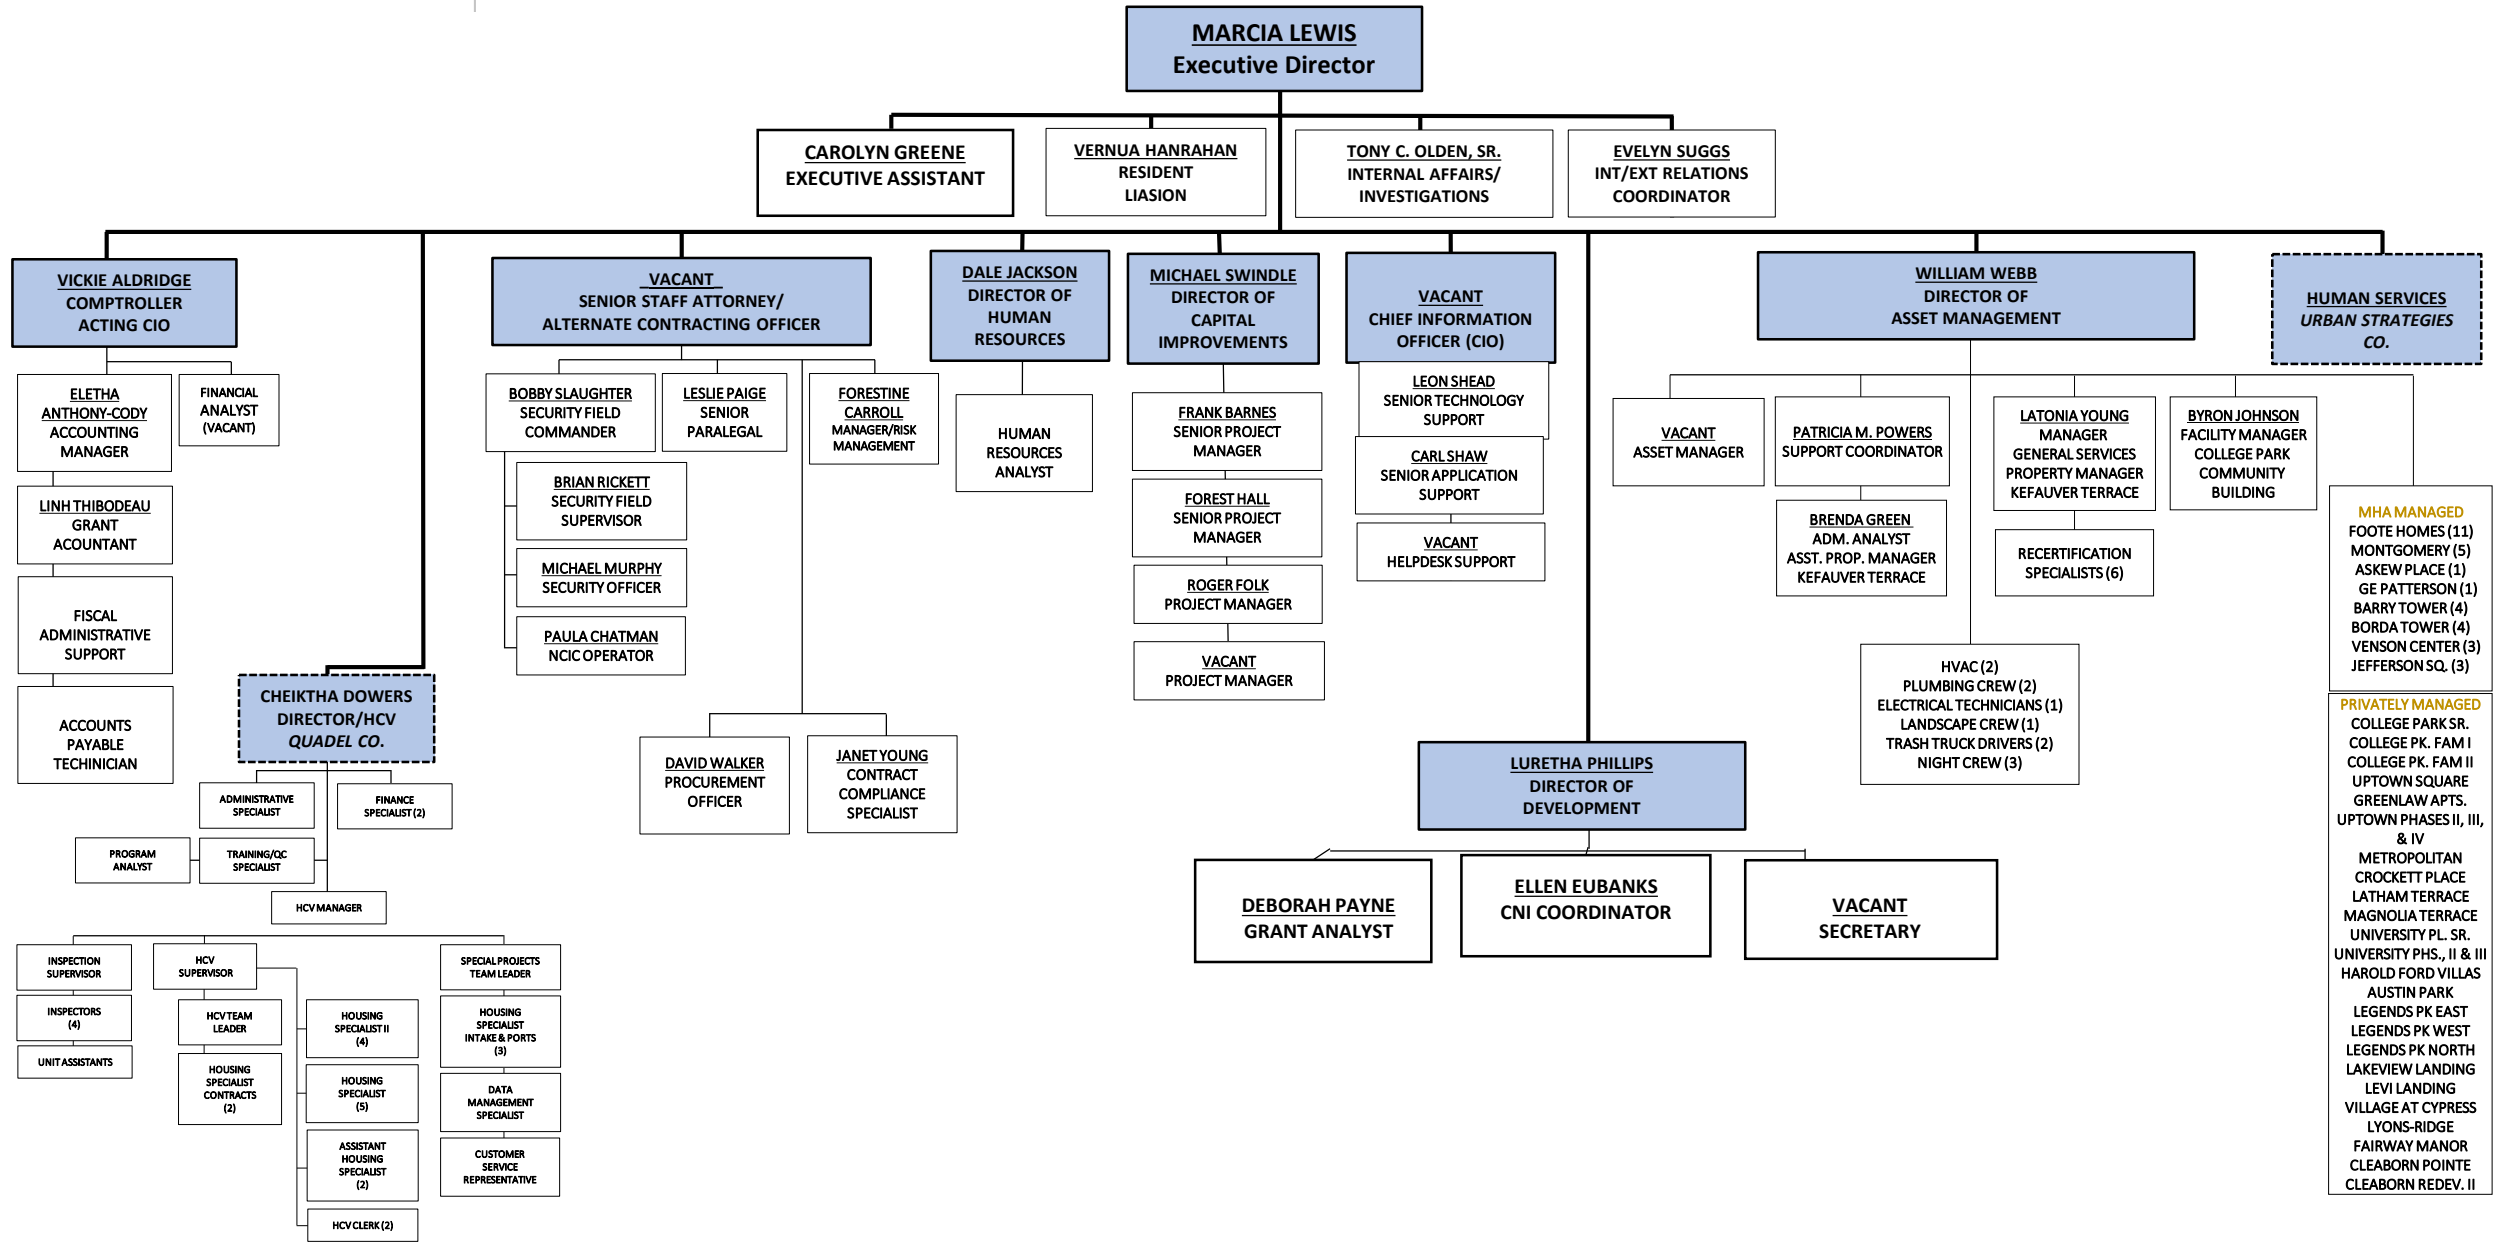 MARCIA LEWIS
Executive Director
CAROLYN GREENE
EXECUTIVE ASSISTANT
VERNUA HANRAHAN
RESIDENT
LIASION
TONY C. OLDEN, SR.
INTERNAL AFFAIRS/
INVESTIGATIONS
EVELYN SUGGS
INT/EXT RELATIONS
COORDINATOR
VICKIE ALDRIDGE
COMPTROLLER
ACTING CIO
ELETHA
ANTHONY-CODY
ACCOUNTING
MANAGER
FINANCIAL
ANALYST
(VACANT)
LINH THIBODEAU
GRANT
ACOUNTANT
FISCAL
ADMINISTRATIVE
SUPPORT
ACCOUNTS
PAYABLE
TECHINICIAN
CHEIKTHA DOWERS
DIRECTOR/HCV
QUADEL CO.
ADMINISTRATIVE
SPECIALIST
FINANCE
SPECIALIST (2)
PROGRAM
ANALYST
TRAINING/QC
SPECIALIST
HCV MANAGER
INSPECTION
SUPERVISOR
INSPECTORS
(4)
UNIT ASSISTANTS
HCV
SUPERVISOR
HCV TEAM
LEADER
HOUSING
SPECIALIST
CONTRACTS
(2)
HOUSING
SPECIALIST II
(4)
HOUSING
SPECIALIST
(5)
ASSISTANT
HOUSING
SPECIALIST
(2)
HCV CLERK (2)
SPECIAL PROJECTS
TEAM LEADER
HOUSING
SPECIALIST
INTAKE & PORTS
(3)
DATA
MANAGEMENT
SPECIALIST
CUSTOMER
SERVICE
REPRESENTATIVE
VACANT
SENIOR STAFF ATTORNEY/
ALTERNATE CONTRACTING OFFICER
BOBBY SLAUGHTER
SECURITY FIELD
COMMANDER
LESLIE PAIGE
SENIOR
PARALEGAL
FORESTINE
CARROLL
MANAGER/RISK
MANAGEMENT
BRIAN RICKETT
SECURITY FIELD
SUPERVISOR
MICHAEL MURPHY
SECURITY OFFICER
PAULA CHATMAN
NCIC OPERATOR
DAVID WALKER
PROCUREMENT
OFFICER
JANET YOUNG
CONTRACT
COMPLIANCE
SPECIALIST
DALE JACKSON
DIRECTOR OF
HUMAN
RESOURCES
HUMAN
RESOURCES
ANALYST
MICHAEL SWINDLE
DIRECTOR OF
CAPITAL
IMPROVEMENTS
FRANK BARNES
SENIOR PROJECT
MANAGER
FOREST HALL
SENIOR PROJECT
MANAGER
ROGER FOLK
PROJECT MANAGER
VACANT
PROJECT MANAGER
VACANT
CHIEF INFORMATION
OFFICER (CIO)
LEON SHEAD
SENIOR TECHNOLOGY
SUPPORT
CARL SHAW
SENIOR APPLICATION
SUPPORT
VACANT
HELPDESK SUPPORT
LURETHA PHILLIPS
DIRECTOR OF
DEVELOPMENT
DEBORAH PAYNE
GRANT ANALYST
ELLEN EUBANKS
CNI COORDINATOR
VACANT
SECRETARY
WILLIAM WEBB
DIRECTOR OF
ASSET MANAGEMENT
VACANT
ASSET MANAGER
PATRICIA M. POWERS
SUPPORT COORDINATOR
BRENDA GREEN
ADM. ANALYST
ASST. PROP. MANAGER
KEFAUVER TERRACE
LATONIA YOUNG
MANAGER
GENERAL SERVICES
PROPERTY MANAGER
KEFAUVER TERRACE
RECERTIFICATION
SPECIALISTS (6)
BYRON JOHNSON
FACILITY MANAGER
COLLEGE PARK
COMMUNITY
BUILDING
HVAC (2)
PLUMBING CREW (2)
ELECTRICAL TECHNICIANS (1)
LANDSCAPE CREW (1)
TRASH TRUCK DRIVERS (2)
NIGHT CREW (3)
HUMAN SERVICES
URBAN STRATEGIES
CO.
MHA MANAGED
FOOTE HOMES (11)
MONTGOMERY (5)
ASKEW PLACE (1)
GE PATTERSON (1)
BARRY TOWER (4)
BORDA TOWER (4)
VENSON CENTER (3)
JEFFERSON SQ. (3)
PRIVATELY MANAGED
COLLEGE PARK SR.
COLLEGE PK. FAM I
COLLEGE PK. FAM II
UPTOWN SQUARE
GREENLAW APTS.
UPTOWN PHASES II, III,
& IV
METROPOLITAN
CROCKETT PLACE
LATHAM TERRACE
MAGNOLIA TERRACE
UNIVERSITY PL. SR.
UNIVERSITY PHS., II & III
HAROLD FORD VILLAS
AUSTIN PARK
LEGENDS PK EAST
LEGENDS PK WEST
LEGENDS PK NORTH
LAKEVIEW LANDING
LEVI LANDING
VILLAGE AT CYPRESS
LYONS-RIDGE
FAIRWAY MANOR
CLEABORN POINTE
CLEABORN REDEV. II